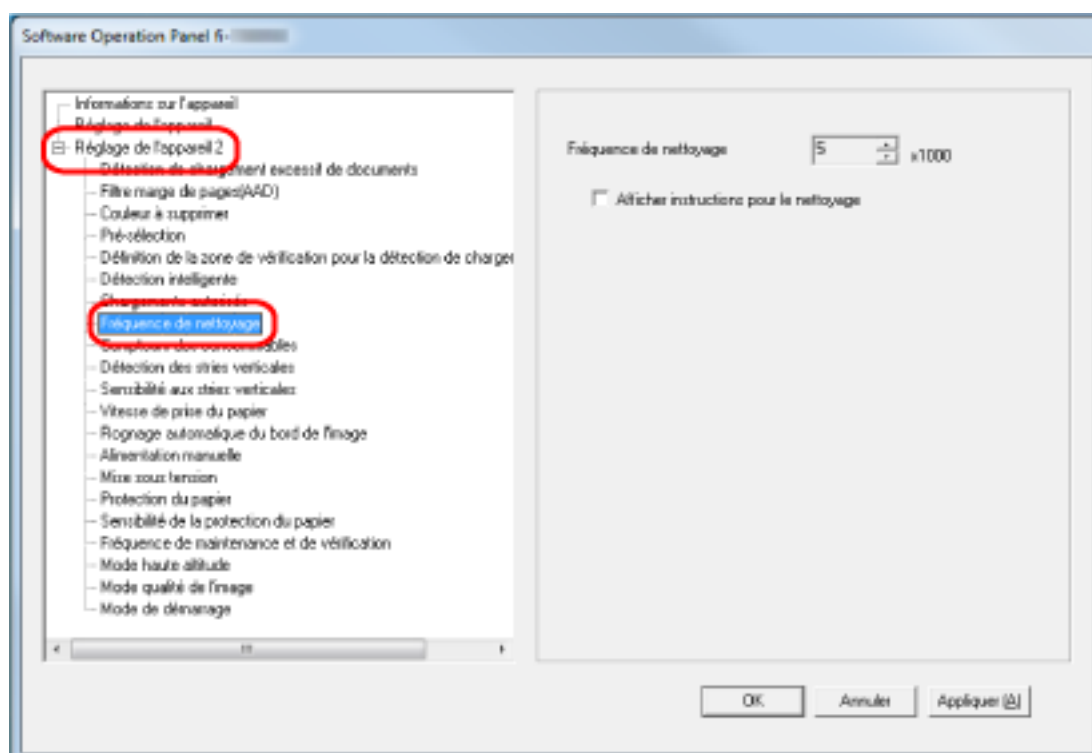 Software Operation Panel fi-
Informations sur l'appareil
Réglage de l'appareil
Réglage de l'appareil 2
Détection de chargement excessif de documents
Filtre marge de pages(AAD)
Couleur à supprimer
Pré-sélection
Définition de la zone de vérification pour la détection de charger
Détection intelligente
Chargements autorisés
Fréquence de nettoyage
Compteurs des consommables
Détection des stries verticales
Sensibilité aux stries verticales
Vitesse de prise du papier
Rognage automatique du bord de l'image
Alimentation manuelle
Mise sous tension
Protection du papier
Sensibilité de la protection du papier
Fréquence de maintenance et de vérification
Mode haute altitude
Mode qualité de l'image
Mode de démarrage
Fréquence de nettoyage 5 x1000
Afficher instructions pour le nettoyage
OK Annuler Appliquer (A)